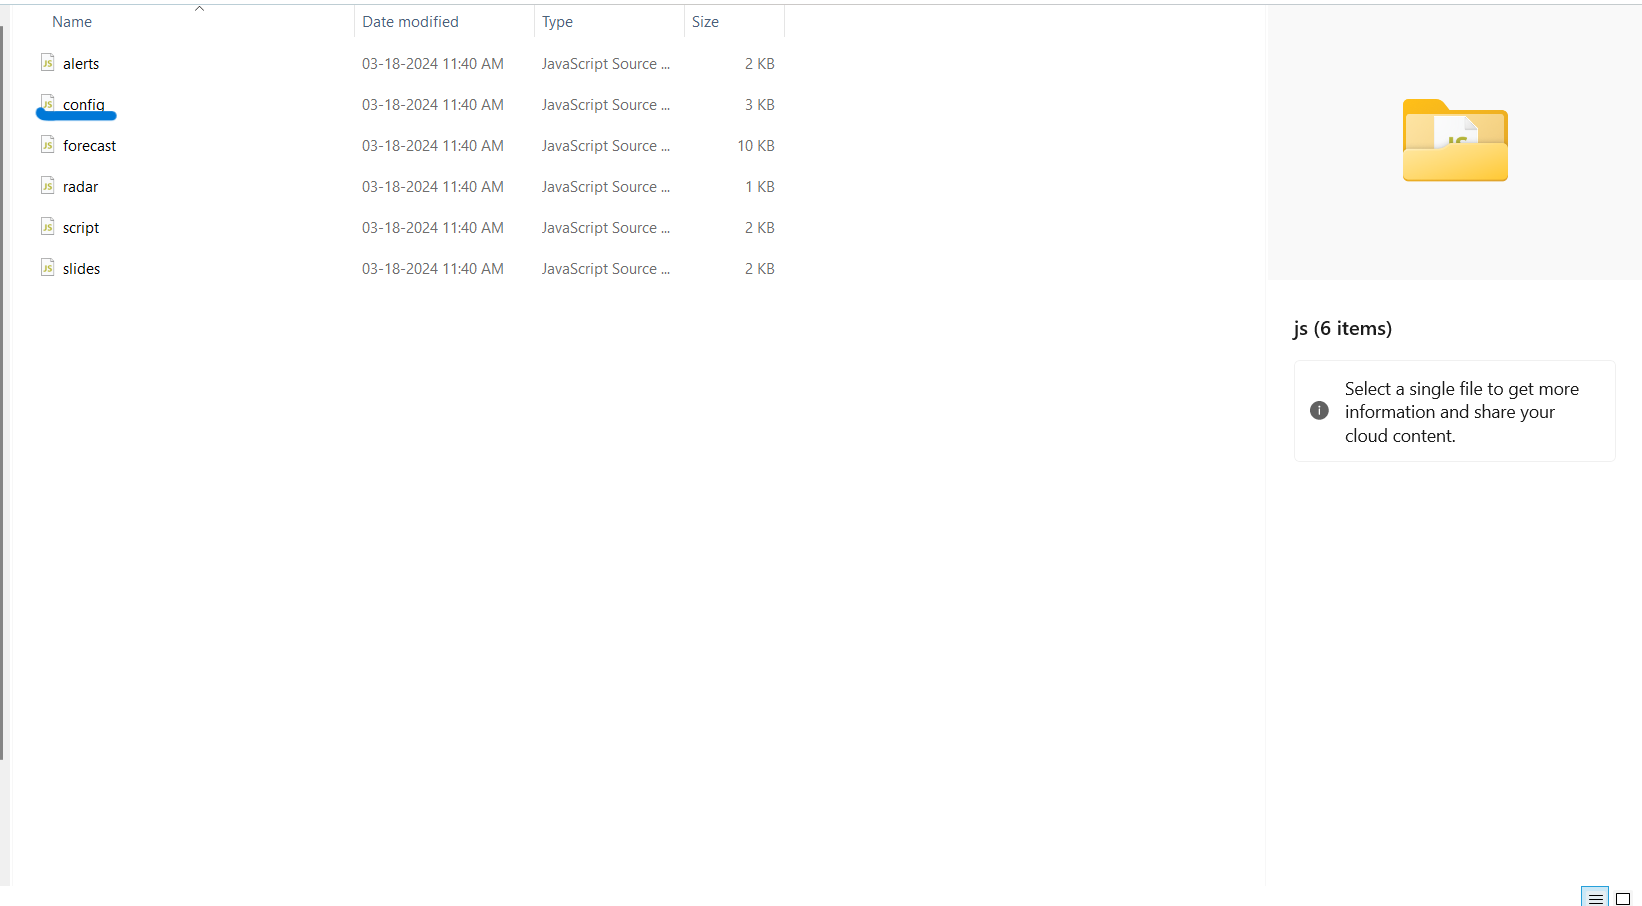 Name Date modified Type Size
alerts 03-18-2024 11:40 AM JavaScript Source ... 2 KB
config 03-18-2024 11:40 AM JavaScript Source ... 3 KB
forecast 03-18-2024 11:40 AM JavaScript Source ... 10 KB
radar 03-18-2024 11:40 AM JavaScript Source ... 1 KB
script 03-18-2024 11:40 AM JavaScript Source ... 2 KB
slides 03-18-2024 11:40 AM JavaScript Source ... 2 KB
js (6 items)
Select a single file to get more
information and share your
cloud content.